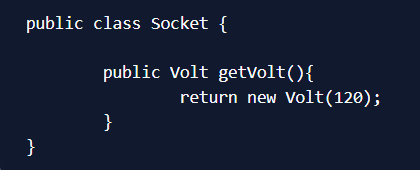 public class Socket {
public Volt getVolt(){
return new Volt(120);
}
}